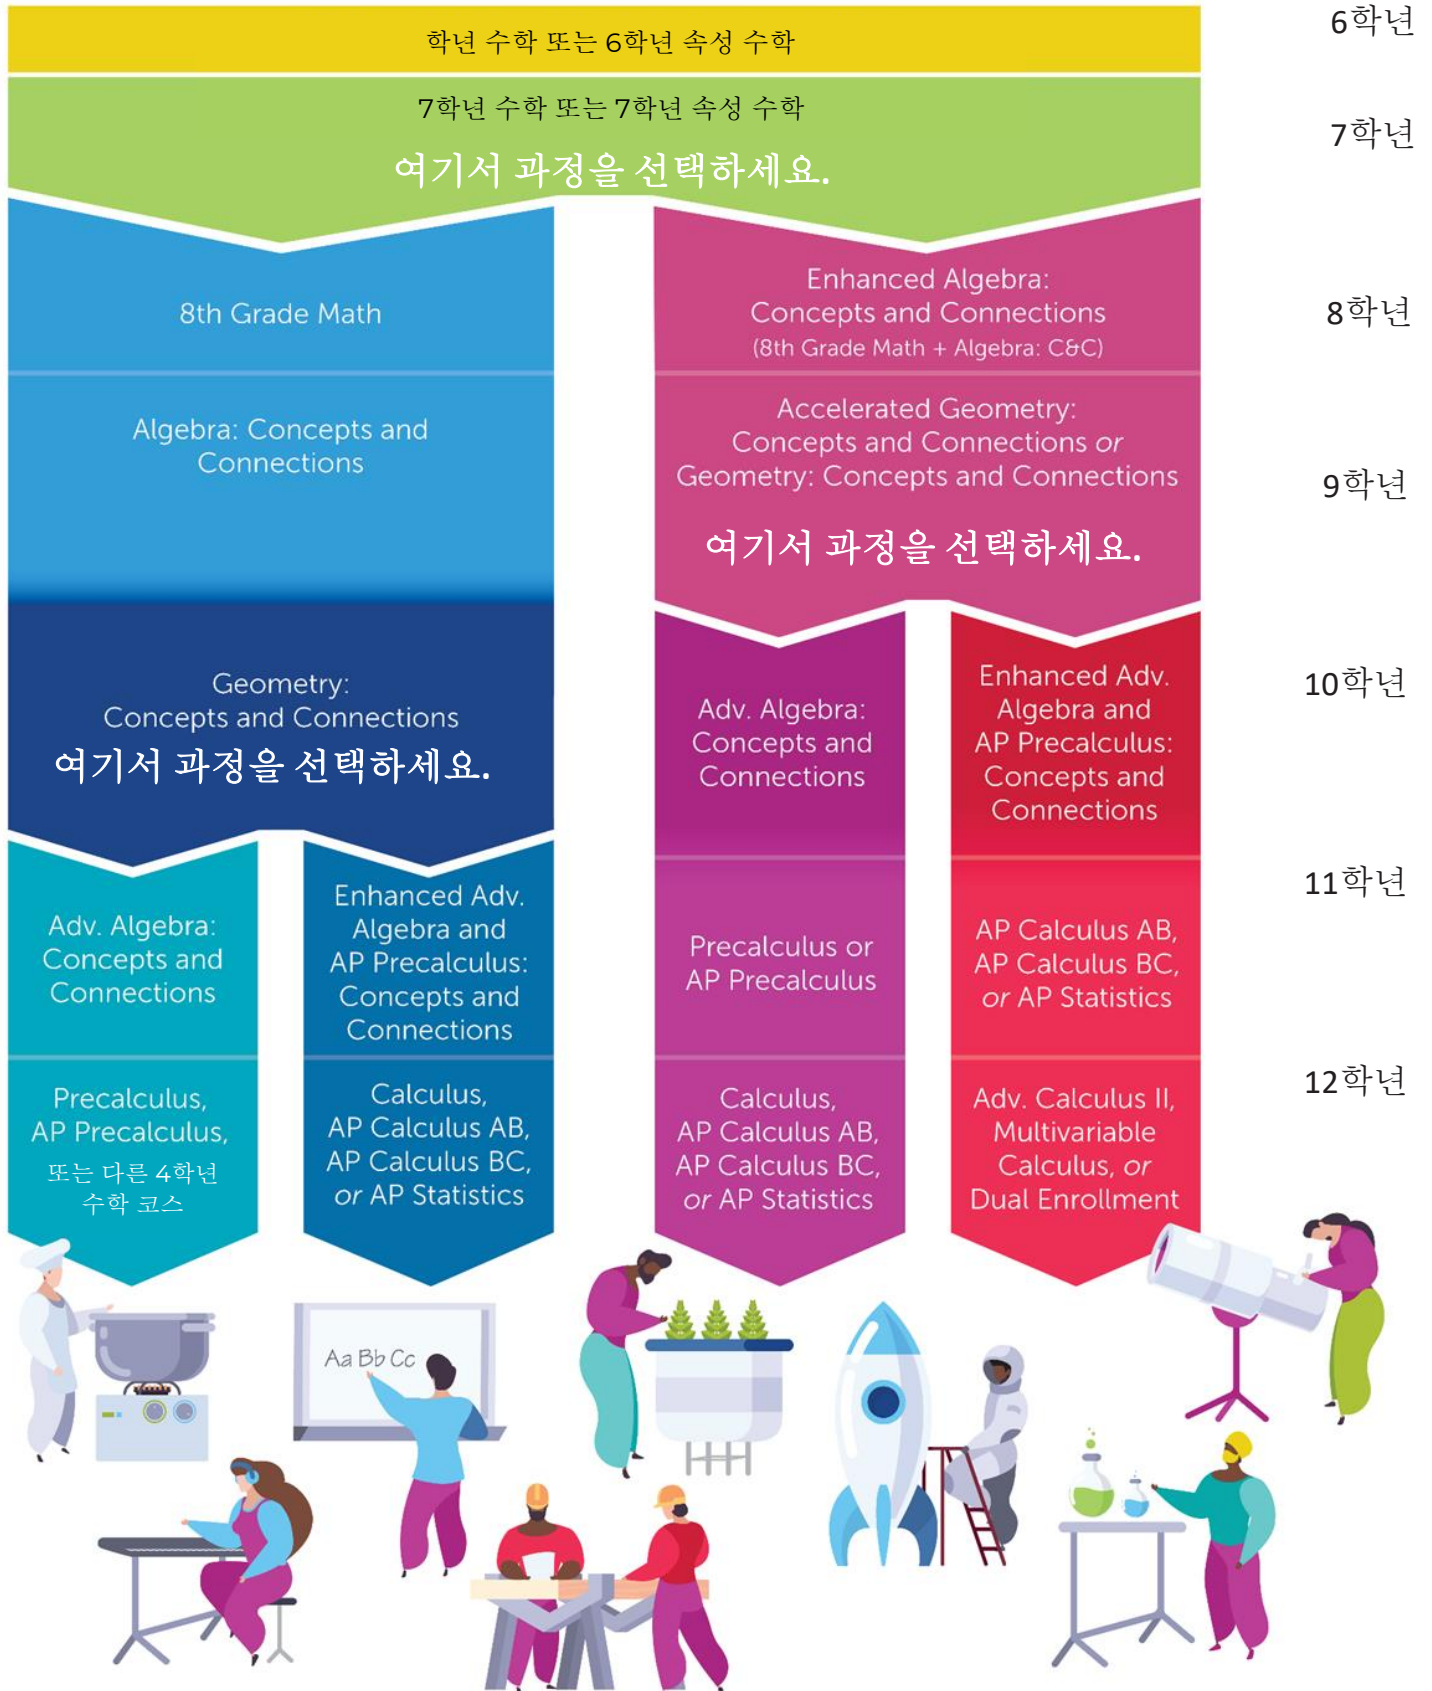 6학년
학년 수학 또는 6학년 속성 수학
7학년 수학 또는 7학년 속성 수학
여기서 과정을 선택하세요.
7학년
8th Grade Math
Enhanced Algebra:
Concepts and Connections
(8th Grade Math + Algebra: C&C)
8학년
Algebra: Concepts and
Connections
Accelerated Geometry:
Concepts and Connections or
Geometry: Concepts and Connections
여기서 과정을 선택하세요.
9학년
Geometry:
Concepts and Connections
여기서 과정을 선택하세요.
Adv. Algebra:
Concepts and
Connections
Enhanced Adv.
Algebra and
AP Precalculus:
Concepts and
Connections
10학년
Adv. Algebra:
Concepts and
Connections
Enhanced Adv.
Algebra and
AP Precalculus:
Concepts and
Connections
Precalculus or
AP Precalculus
AP Calculus AB,
AP Calculus BC,
or AP Statistics
11학년
Precalculus,
AP Precalculus,
또는 다른 4학년
수학 코스
Calculus,
AP Calculus AB,
AP Calculus BC,
or AP Statistics
Calculus,
AP Calculus AB,
AP Calculus BC,
or AP Statistics
Adv. Calculus II,
Multivariable
Calculus, or
Dual Enrollment
12학년
Aa Bb Cc